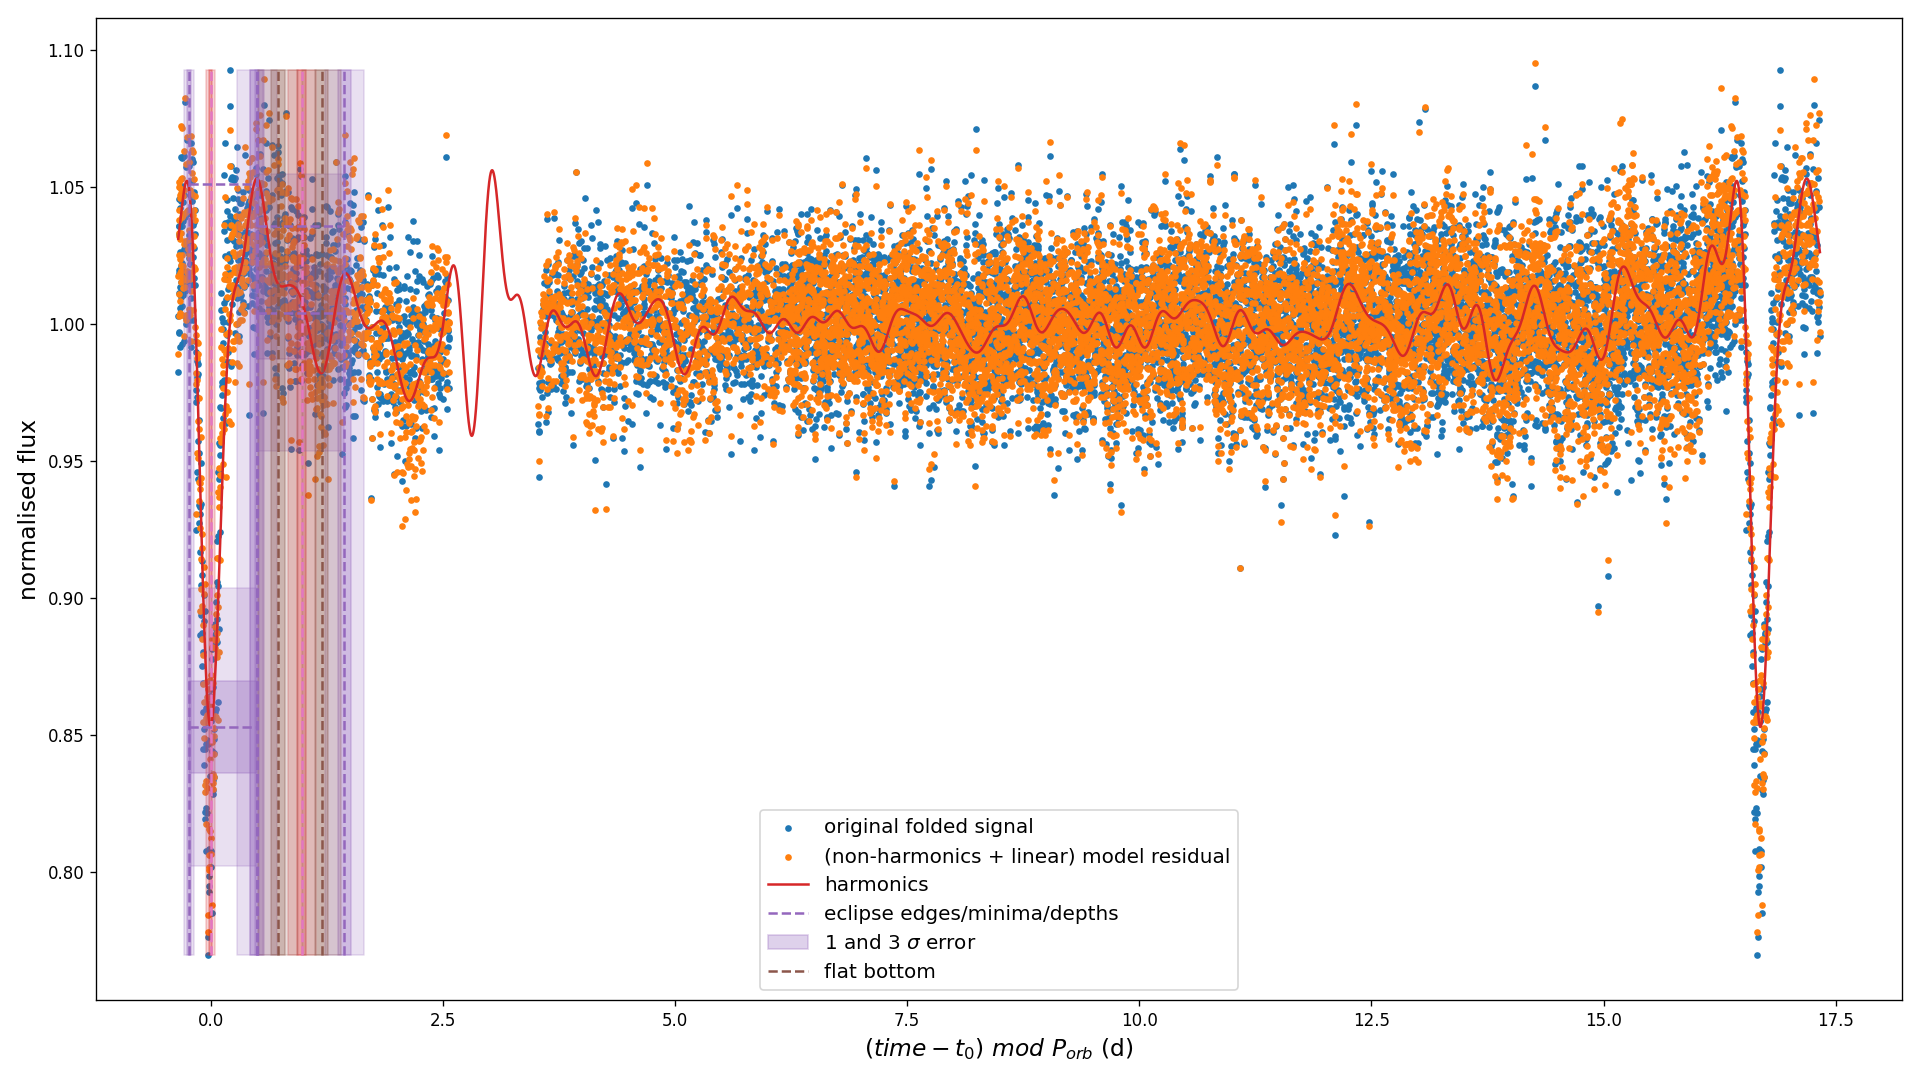 normalised flux
1.10
1.05
1.00
0.95
0.90
0.85
0.80
original folded signal
(non-harmonics + linear) model residual
harmonics
eclipse edges/minima/depths
1 and 3 σ error
flat bottom
0.0 2.5 5.0 7.5 10.0 12.5 15.0 17.5
(time − t₀) mod P_orb (d)